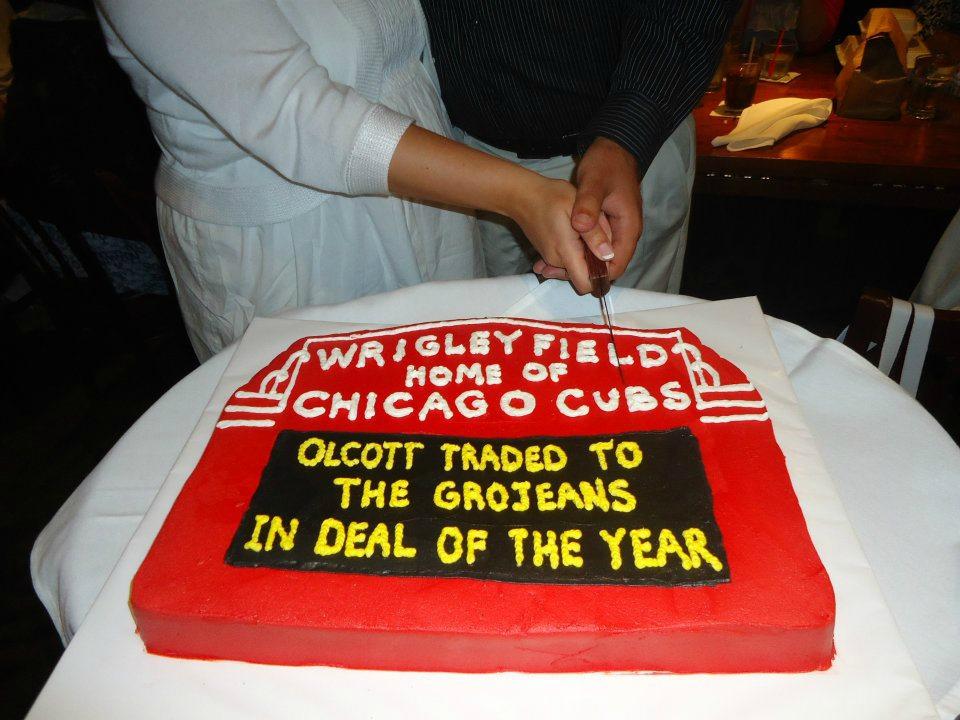 WRIGLEY FIELD
HOME OF
CHICAGO CUBS
OLCOTT TRADED TO
THE GROJEANS
IN DEAL OF THE YEAR